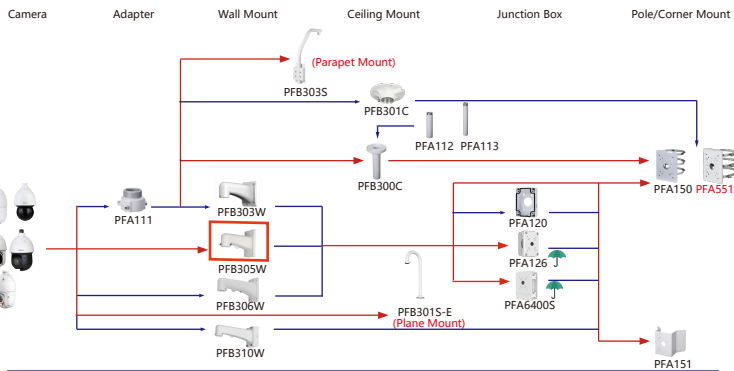 Camera Adapter Wall Mount Ceiling Mount Junction Box Pole/Corner Mount
(Parapet Mount)
PFB303S
PFB301C
PFA112 PFA113
PFB300C
PFA150 PFA551
PFA111
PFB303W
PFA120
PFB305W
PFA126
PFB306W
PFA6400S
PFB301S-E
(Plane Mount)
PFB310W
PFA151